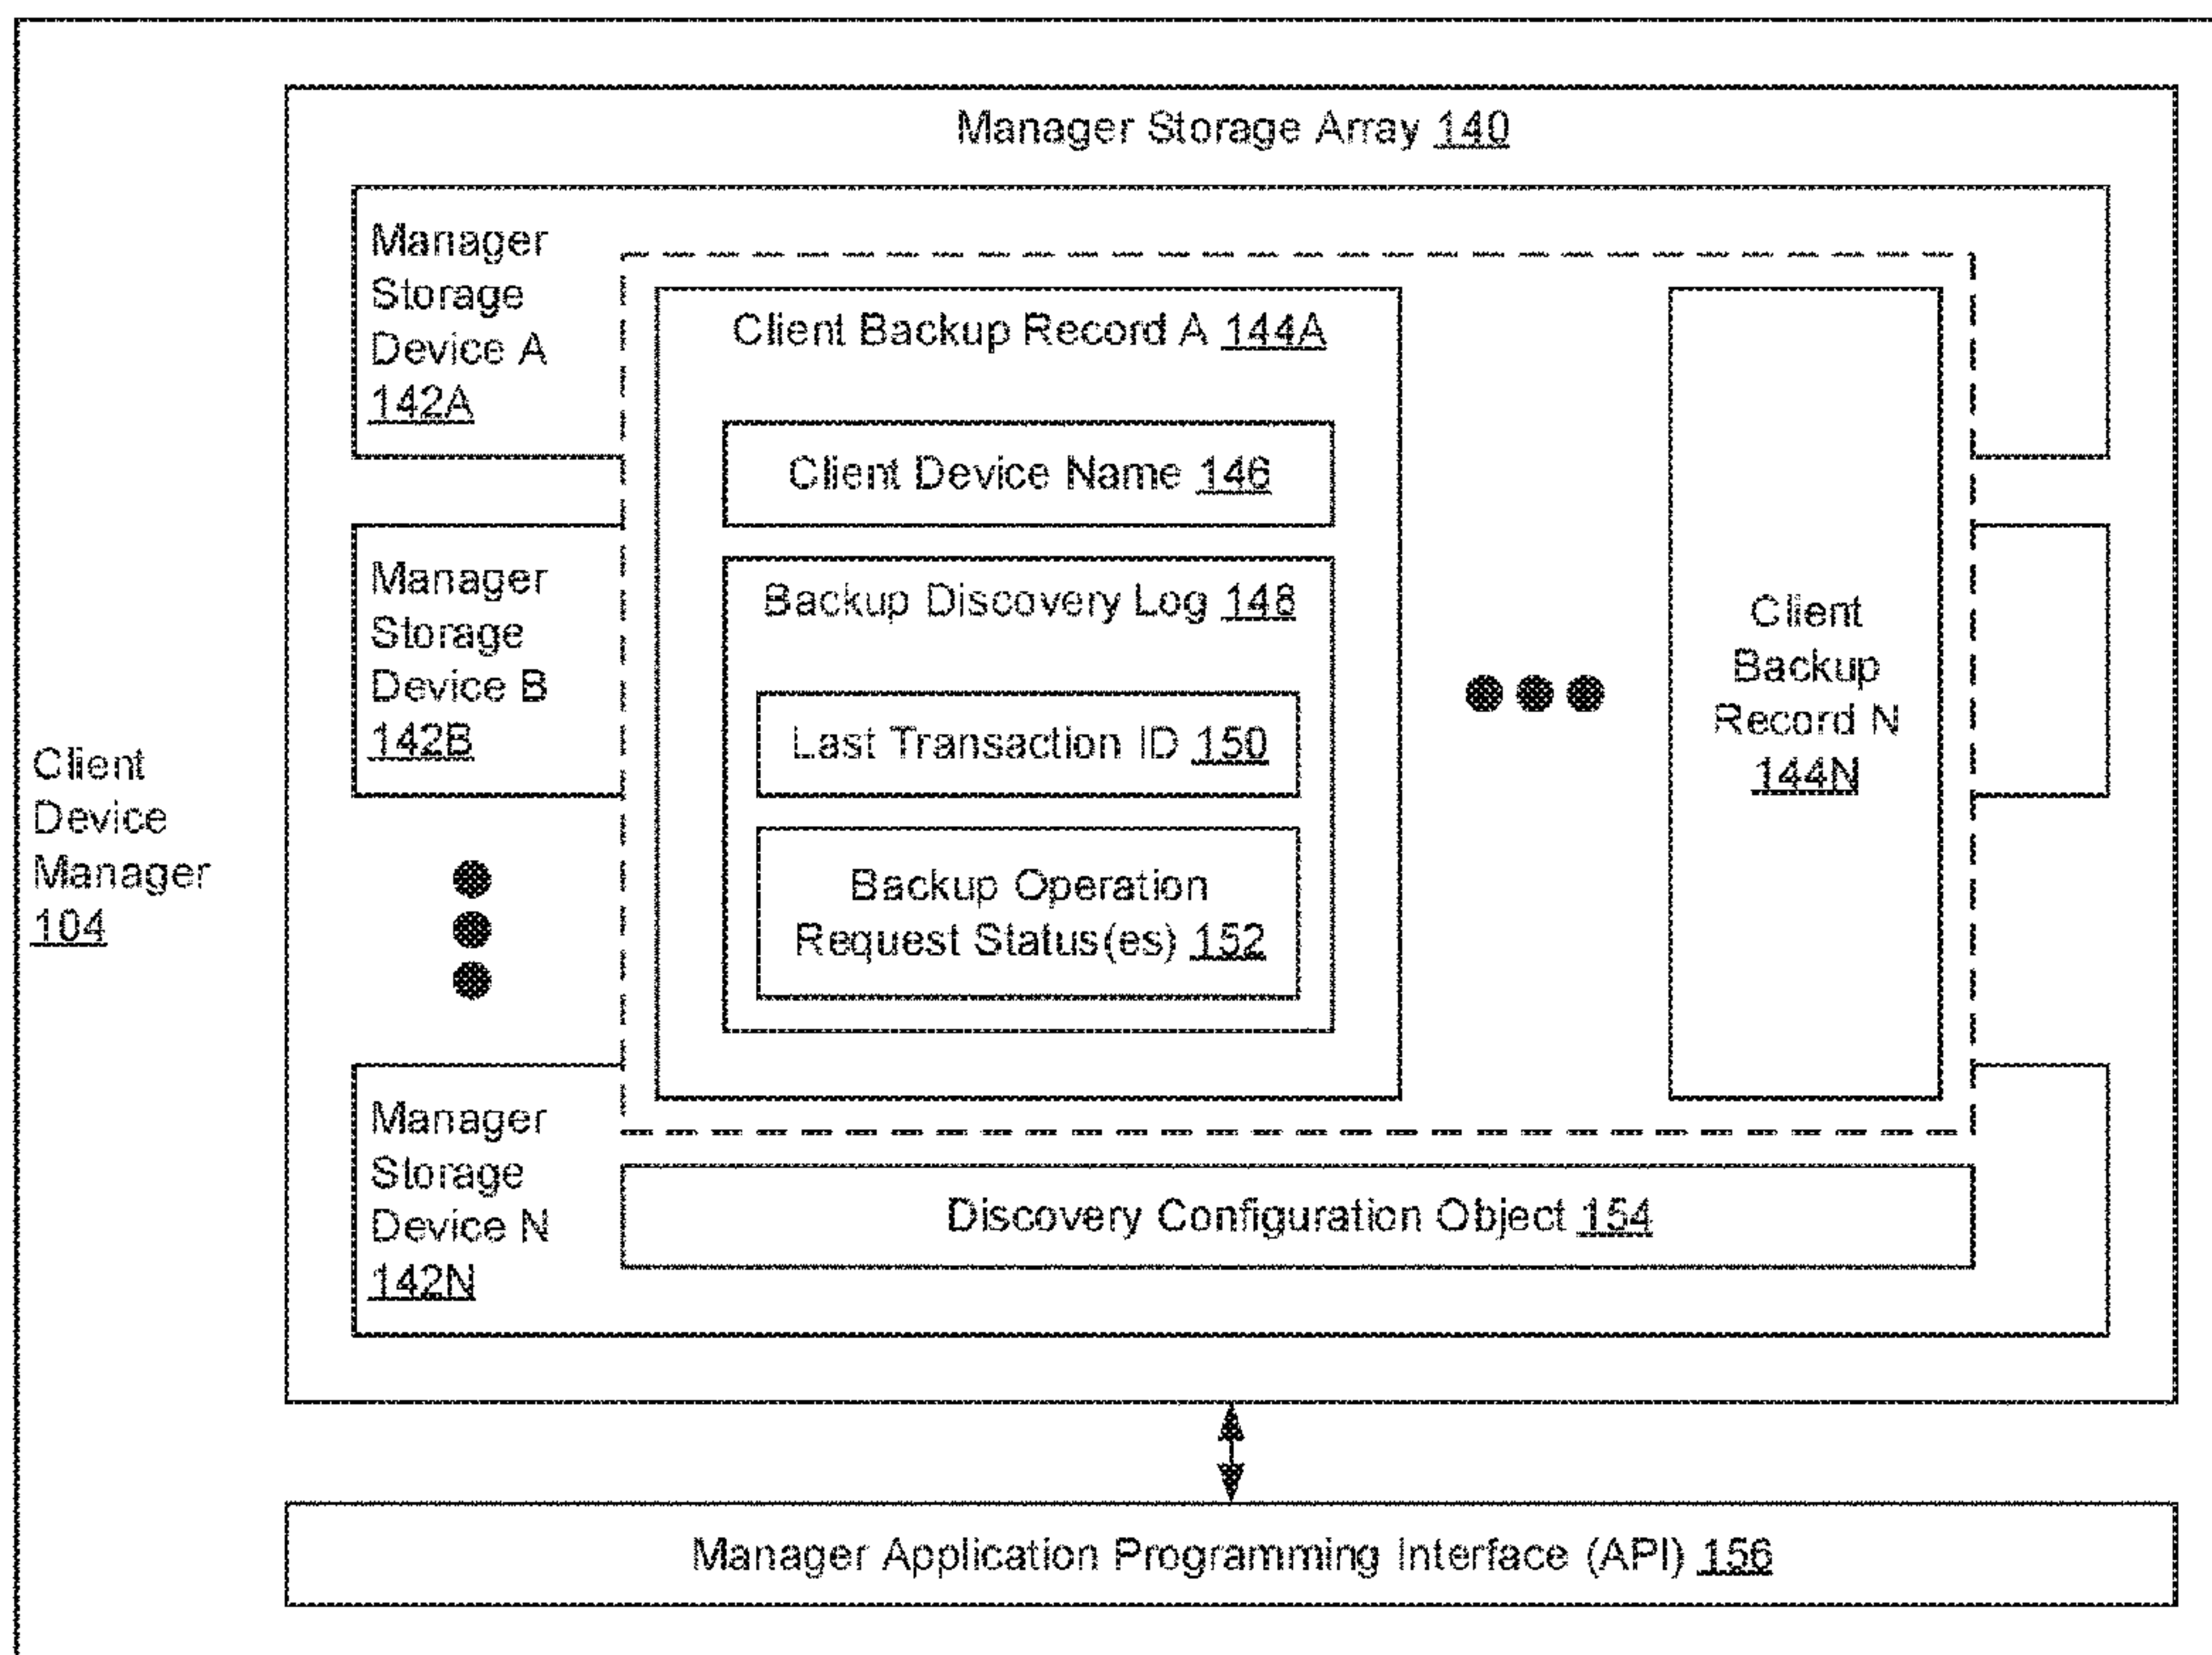 Manager Storage Array 140
Manager
Storage
Device A
142A
Client Backup Record A 144A
Client Device Name 146
Backup Discovery Log 148
Last Transaction ID 150
Backup Operation
Request Status(es) 152
Client
Backup
Record N
144N
Manager
Storage
Device B
142B
Client
Device
Manager
104
Manager
Storage
Device N
142N
Discovery Configuration Object 154
Manager Application Programming Interface (API) 156